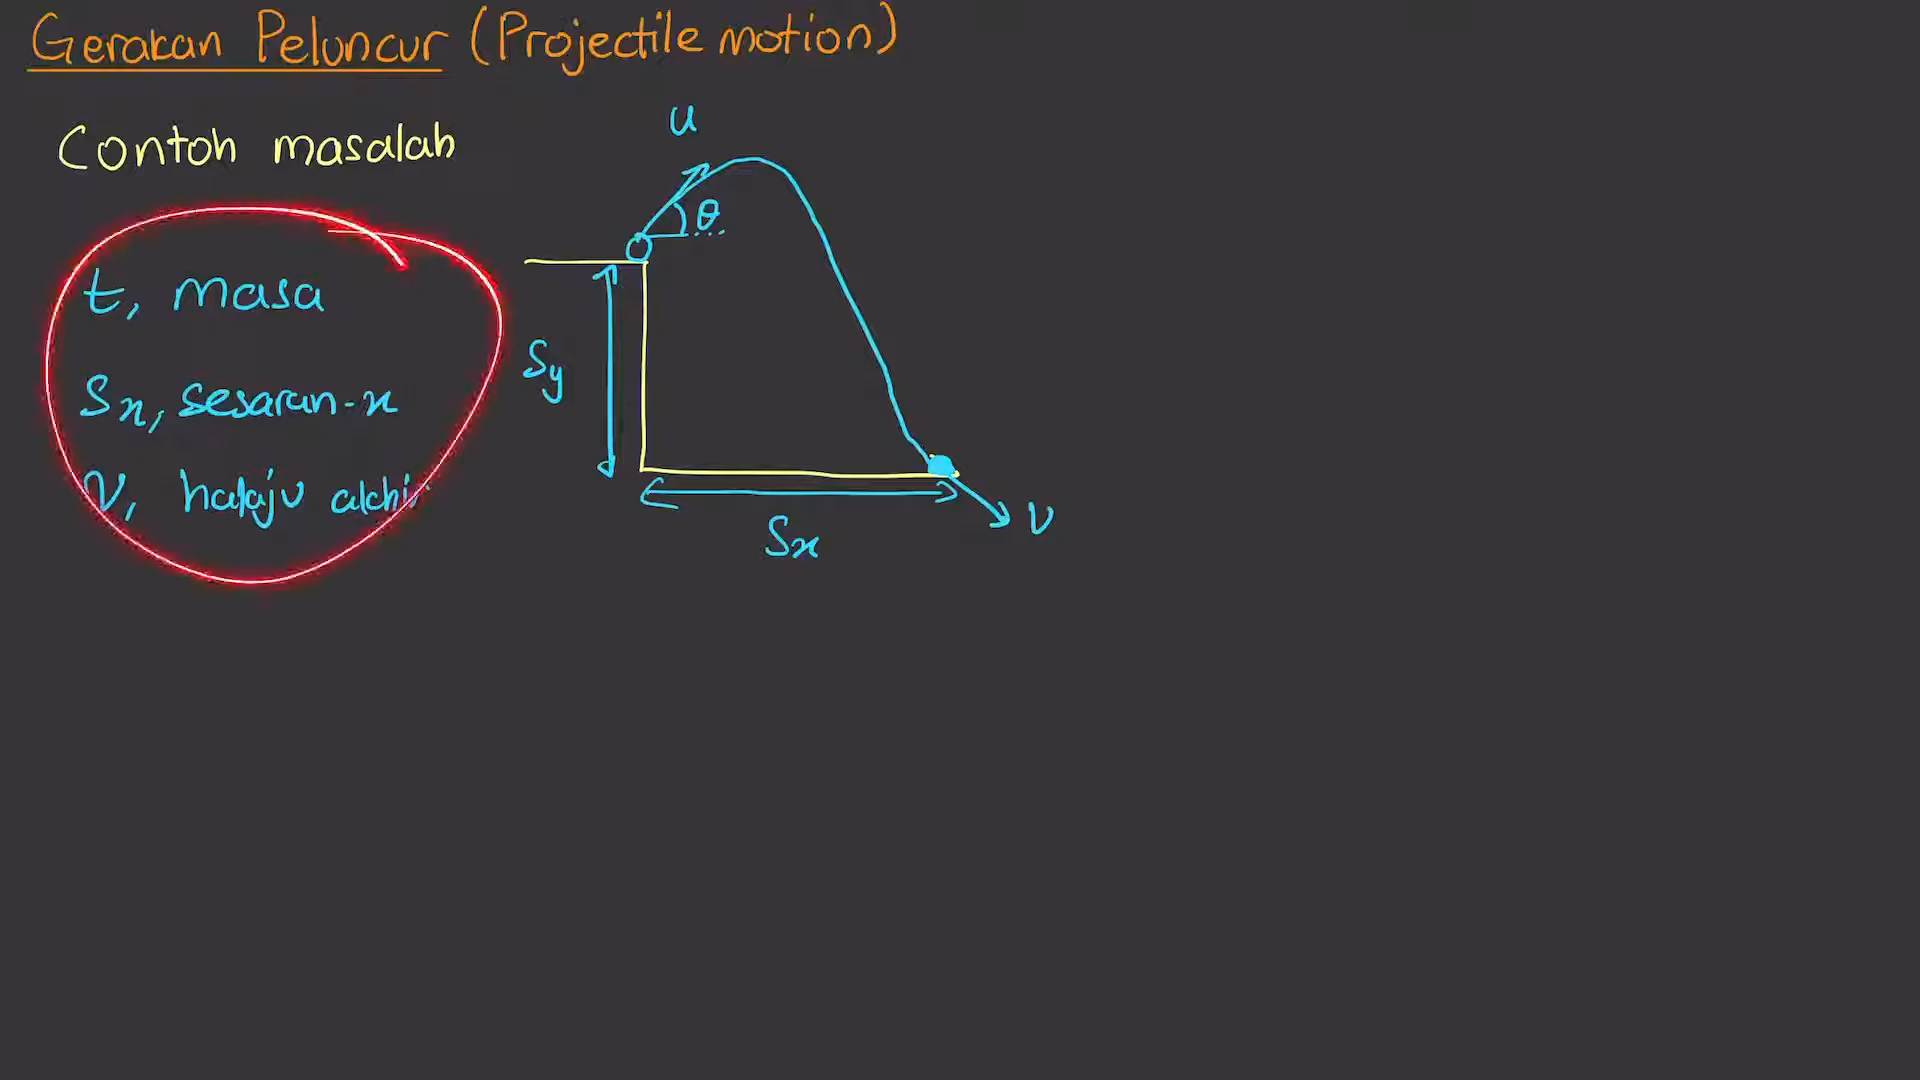 Gerakan Peluncur (Projectile motion)
Contoh masalah
u
θ
t, masa
Sy
Sx, sesaran-x
v, halaju akhir
v
Sx